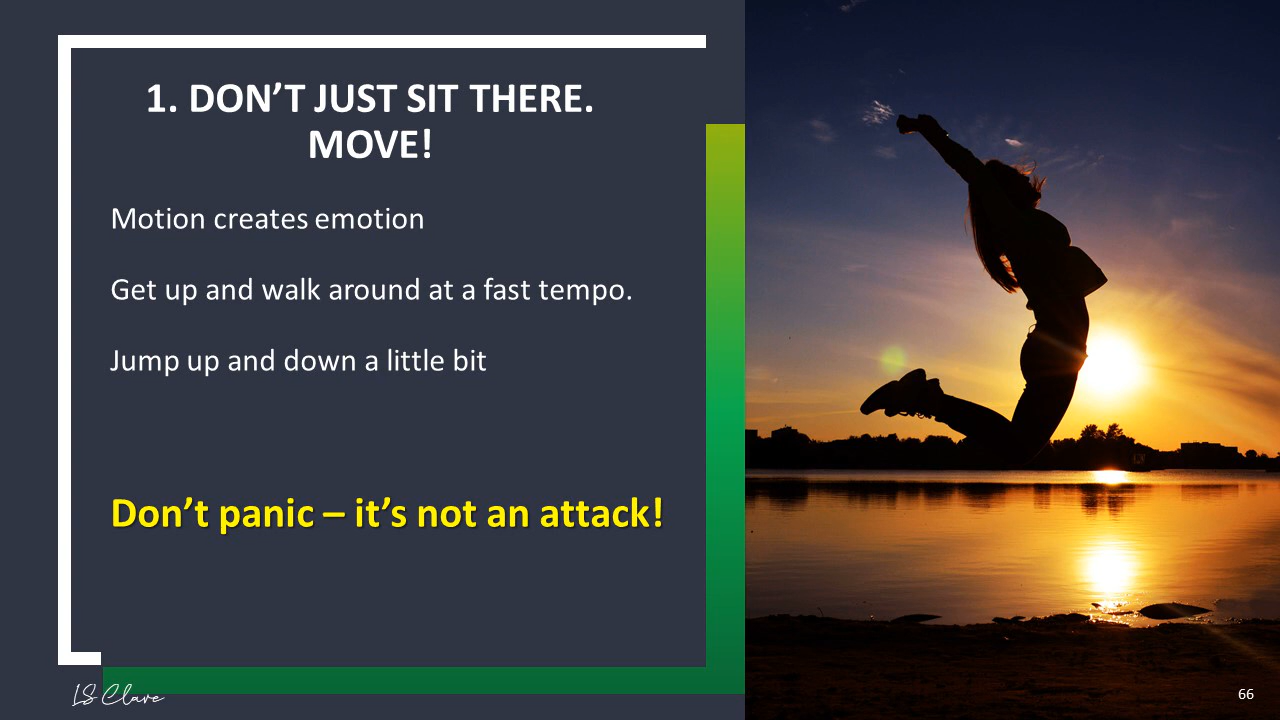 1. DON’T JUST SIT THERE.
MOVE!
Motion creates emotion
Get up and walk around at a fast tempo.
Jump up and down a little bit
Don’t panic – it’s not an attack!
LS Clave
66